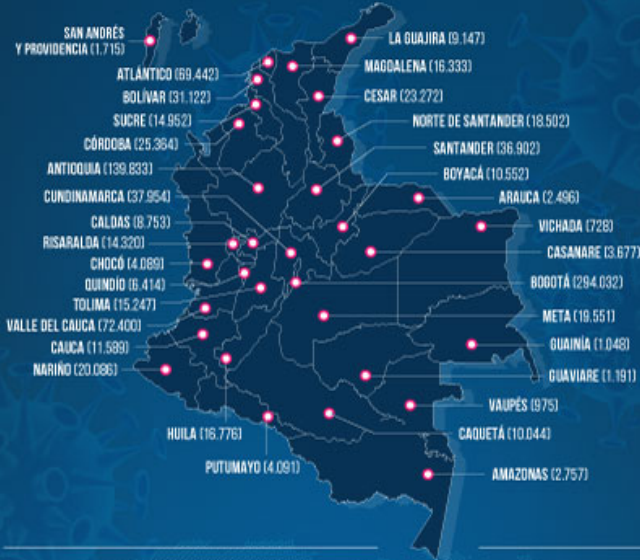 SAN ANDRÉS
Y PROVIDENCIA (1.715)
ATLÁNTICO (69.442)
BOLÍVAR (31.122)
SUCRE (14.952)
CÓRDOBA (25.364)
ANTIOQUIA (139.833)
CUNDINAMARCA (37.954)
CALDAS (8.753)
RISARALDA (14.320)
CHOCÓ (4.089)
QUINDÍO (6.414)
TOLIMA (15.247)
VALLE DEL CAUCA (72.400)
CAUCA (11.589)
NARIÑO (20.086)
HUILA (16.776)
PUTUMAYO (4.091)
LA GUAJIRA (9.147)
MAGDALENA (16.333)
CESAR (23.272)
NORTE DE SANTANDER (18.502)
SANTANDER (36.902)
BOYACÁ (10.552)
ARAUCA (2.496)
VICHADA (728)
CASANARE (3.677)
BOGOTÁ (294.032)
META (19.551)
GUAINÍA (1.048)
GUAVIARE (1.191)
VAUPÉS (975)
CAQUETÁ (10.044)
AMAZONAS (2.757)